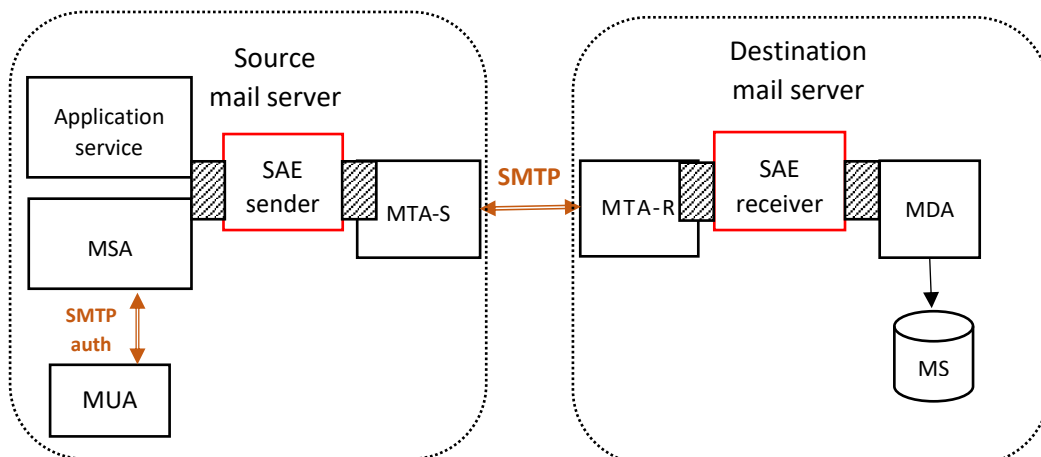 Source
mail server
Application
service
SAE
sender
MTA-S
MSA
SMTP
auth
MUA
SMTP
Destination
mail server
MTA-R
SAE
receiver
MDA
MS